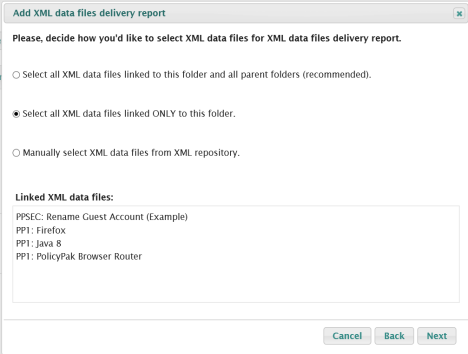 Add XML data files delivery report
Please, decide how you'd like to select XML data files for XML data files delivery report.
Select all XML data files linked to this folder and all parent folders (recommended).
Select all XML data files linked ONLY to this folder.
Manually select XML data files from XML repository.
Linked XML data files:
PPSEC: Rename Guest Account (Example)
PP1: Firefox
PP1: Java 8
PP1: PolicyPak Browser Router
Cancel Back Next